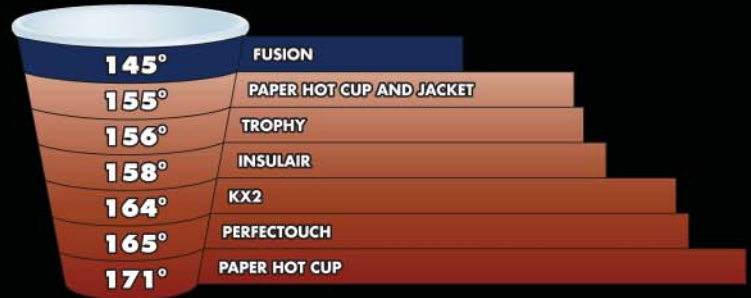 145° FUSION
155° PAPER HOT CUP AND JACKET
156° TROPHY
158° INSULAIR
164° KX2
165° PERFECTOUCH
171° PAPER HOT CUP